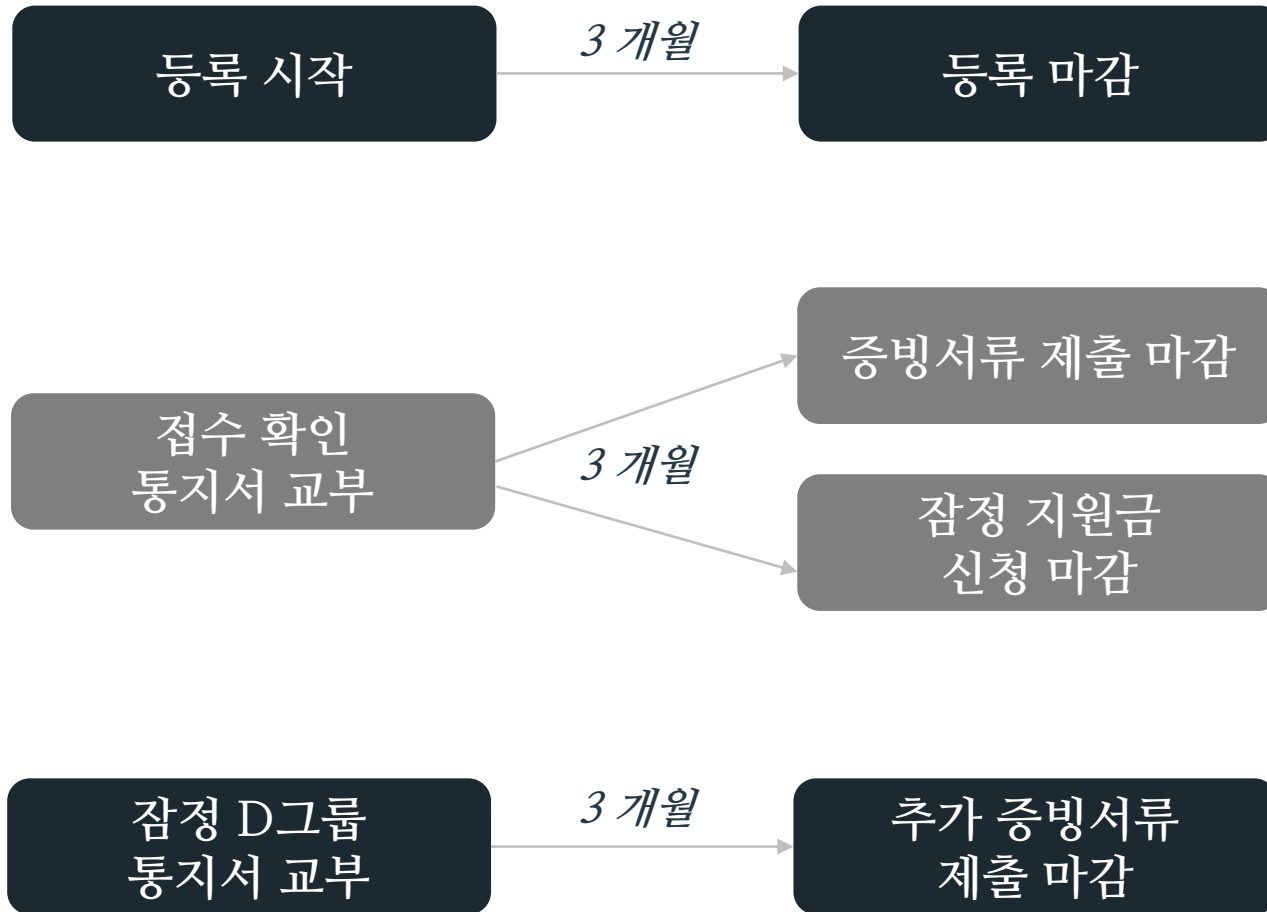 등록 시작
3 개월
등록 마감
증빙서류 제출 마감
접수 확인
통지서 교부
3 개월
잠정 지원금
신청 마감
잠정 D그룹
통지서 교부
3 개월
추가 증빙서류
제출 마감